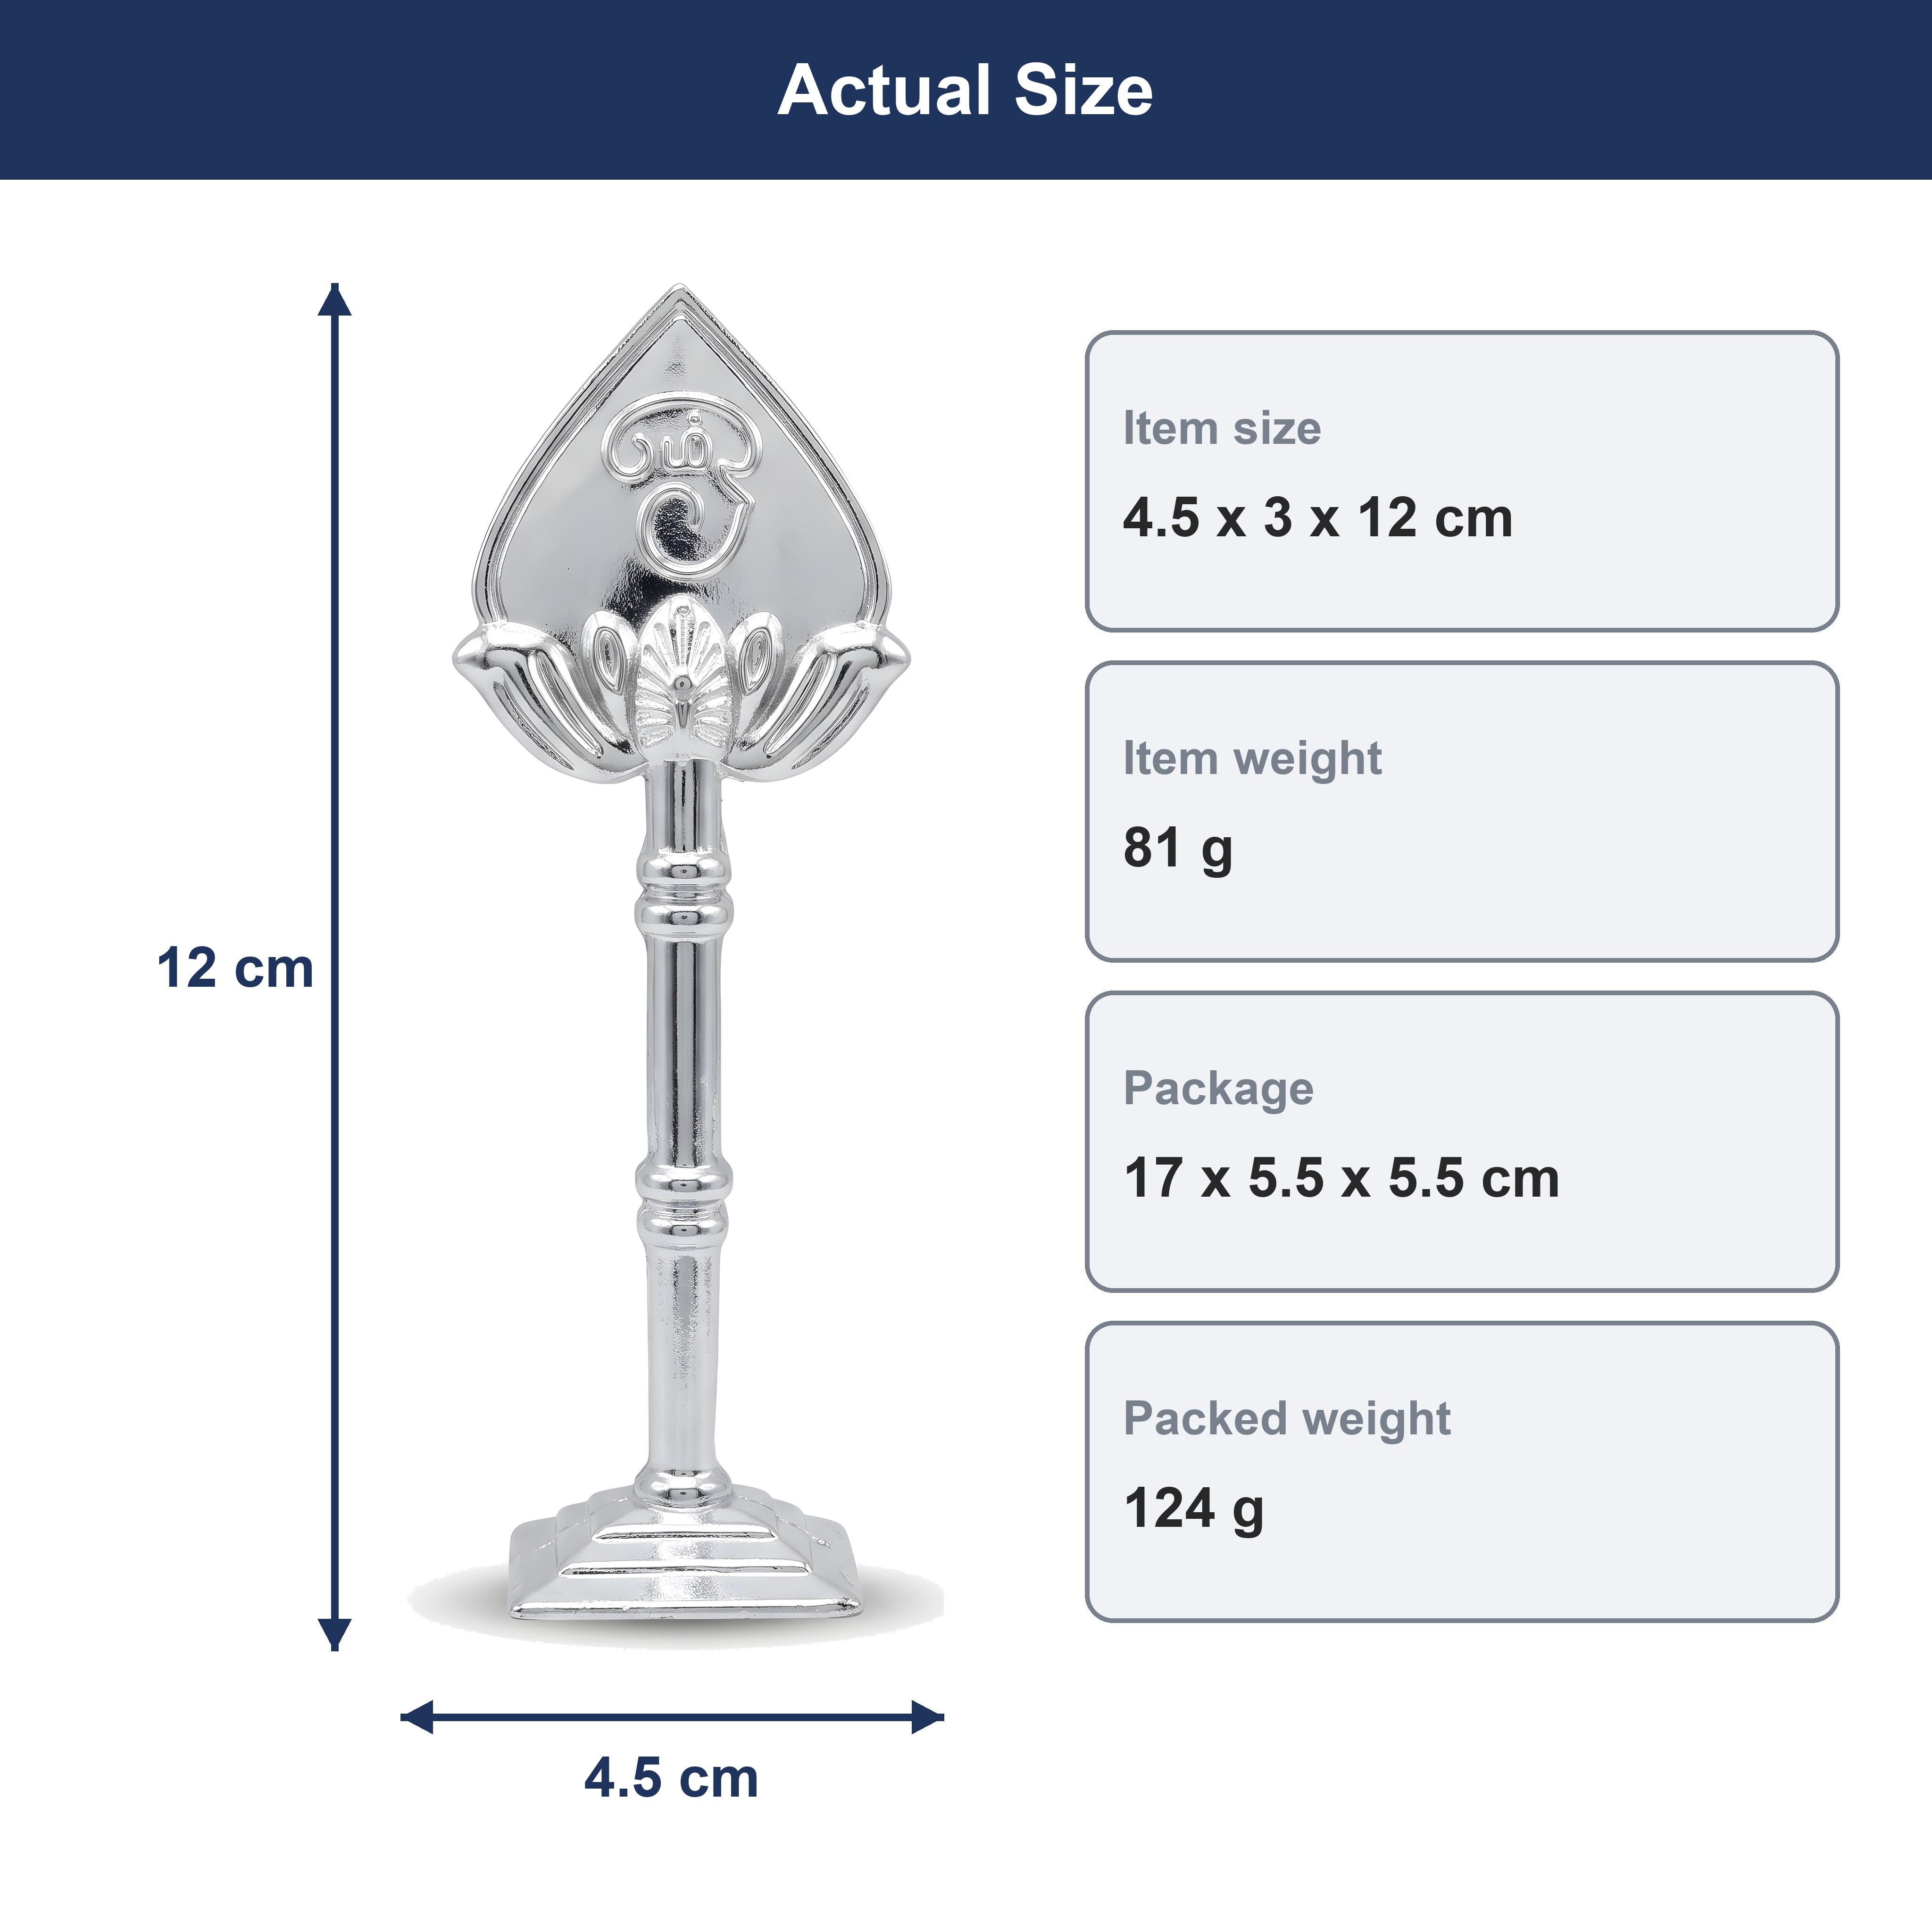 Actual Size
ஓம்
12 cm
4.5 cm
Item size
4.5 x 3 x 12 cm
Item weight
81 g
Package
17 x 5.5 x 5.5 cm
Packed weight
124 g